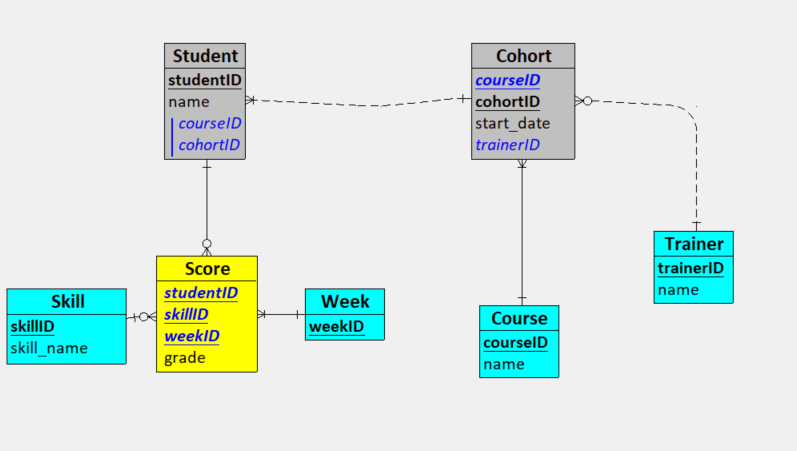 Student
studentID
name
courseID
cohortID
Cohort
courseID
cohortID
start_date
trainerID
Trainer
trainerID
name
Score
studentID
skillID
weekID
grade
Skill
skillID
skill_name
Week
weekID
Course
courseID
name